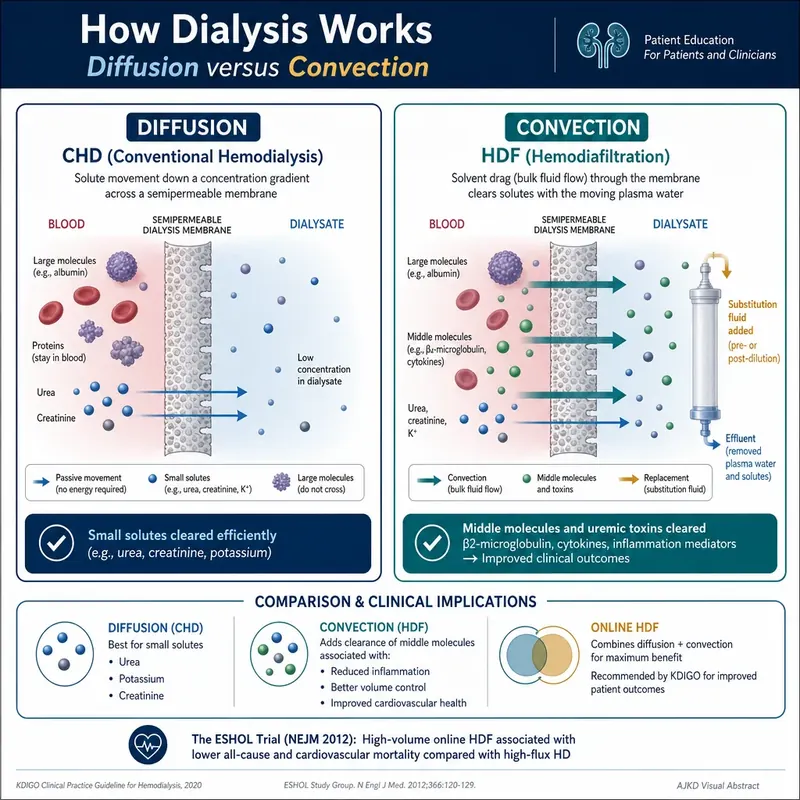 How Dialysis Works
Diffusion versus Convection
Patient Education
For Patients and Clinicians
DIFFUSION
CHD (Conventional Hemodialysis)
Solute movement down a concentration gradient
across a semipermeable membrane
BLOOD
SEMIPERMEABLE
DIALYSIS MEMBRANE
DIALYSATE
Large molecules
(e.g., albumin)
Proteins
(stay in blood)
Low
concentration
in dialysate
Urea
Creatinine
Passive movement
(no energy required)
Small solutes
(e.g., urea, creatinine, K⁺)
Large molecules
(do not cross)
Small solutes cleared efficiently
(e.g., urea, creatinine, potassium)
CONVECTION
HDF (Hemodiafiltration)
Solvent drag (bulk fluid flow) through the membrane
clears solutes with the moving plasma water
BLOOD
SEMIPERMEABLE
DIALYSIS MEMBRANE
DIALYSATE
Large molecules
(e.g., albumin)
Middle molecules
(e.g., β₂-microglobulin,
cytokines)
Urea,
creatinine,
K⁺
Substitution
fluid
added
(pre- or
post-dilution)
Effluent
(removed
plasma water
and solutes)
Convection
(bulk fluid flow)
Middle molecules
and toxins
Replacement
(substitution fluid)
Middle molecules and uremic toxins cleared
β2-microglobulin, cytokines, inflammation mediators
→ Improved clinical outcomes
COMPARISON & CLINICAL IMPLICATIONS
DIFFUSION (CHD)
Best for small solutes
• Urea
• Potassium
• Creatinine
CONVECTION (HDF)
Adds clearance of middle molecules
associated with:
• Reduced inflammation
• Better volume control
• Improved cardiovascular health
ONLINE HDF
Combines diffusion + convection
for maximum benefit
Recommended by KDIGO for improved
patient outcomes
The ESHOL Trial (NEJM 2012): High-volume online HDF associated with
lower all-cause and cardiovascular mortality compared with high-flux HD
KDIGO Clinical Practice Guideline for Hemodialysis, 2020
ESHOL Study Group. N Engl J Med. 2012;366:120-129.
AJKD Visual Abstract